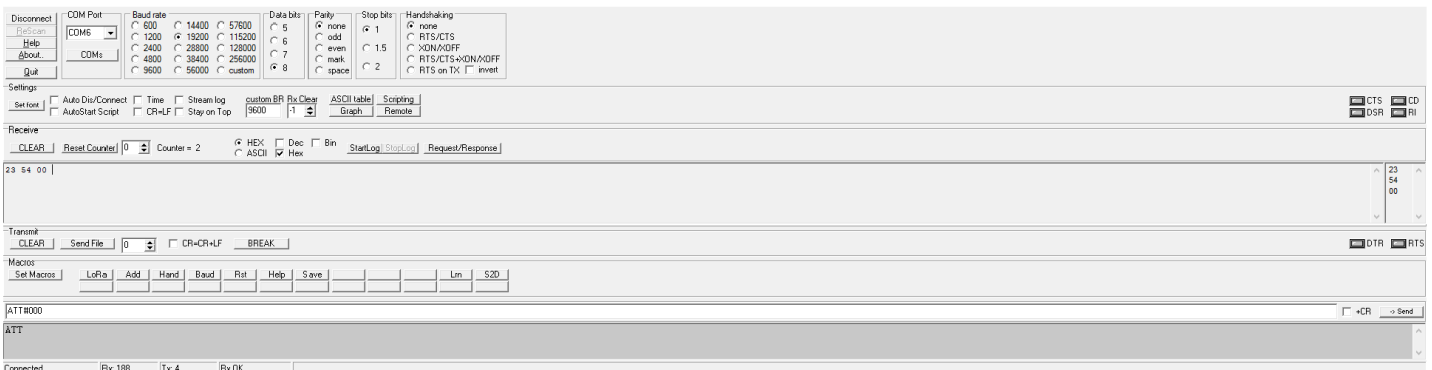 Disconnect
ReScan
Help
About..
Quit
COM Port
COM6
COMs
Baud rate
600 14400 57600
1200 19200 115200
2400 28800 128000
4800 38400 256000
9600 56000 custom
Data bits
5
6
7
8
Parity
none
odd
even
mark
space
Stop bits
1
1.5
2
Handshaking
none
RTS/CTS
XON/XOFF
RTS/CTS+XON/XOFF
RTS on TX invert
Settings
Set font
Auto Dis/Connect Time Stream log
AutoStart Script CR=LF Stay on Top
custom BR Rx Clear
9600 -1
ASCII table Scripting
Graph Remote
CTS CD
DSR RI
Receive
CLEAR Reset Counter 0 Counter = 2
HEX Dec Bin
ASCII Hex
StartLog StopLog Request/Response
23 54 00
23
54
00
Transmit
CLEAR Send File 0 CR=CR+LF BREAK
DTR RTS
Macros
Set Macros LoRa Add Hand Baud Rst Help Save Lrn S2D
ATT#000
+CR -> Send
ATT
Connected Rx: 188 Tx: 4 Rx OK